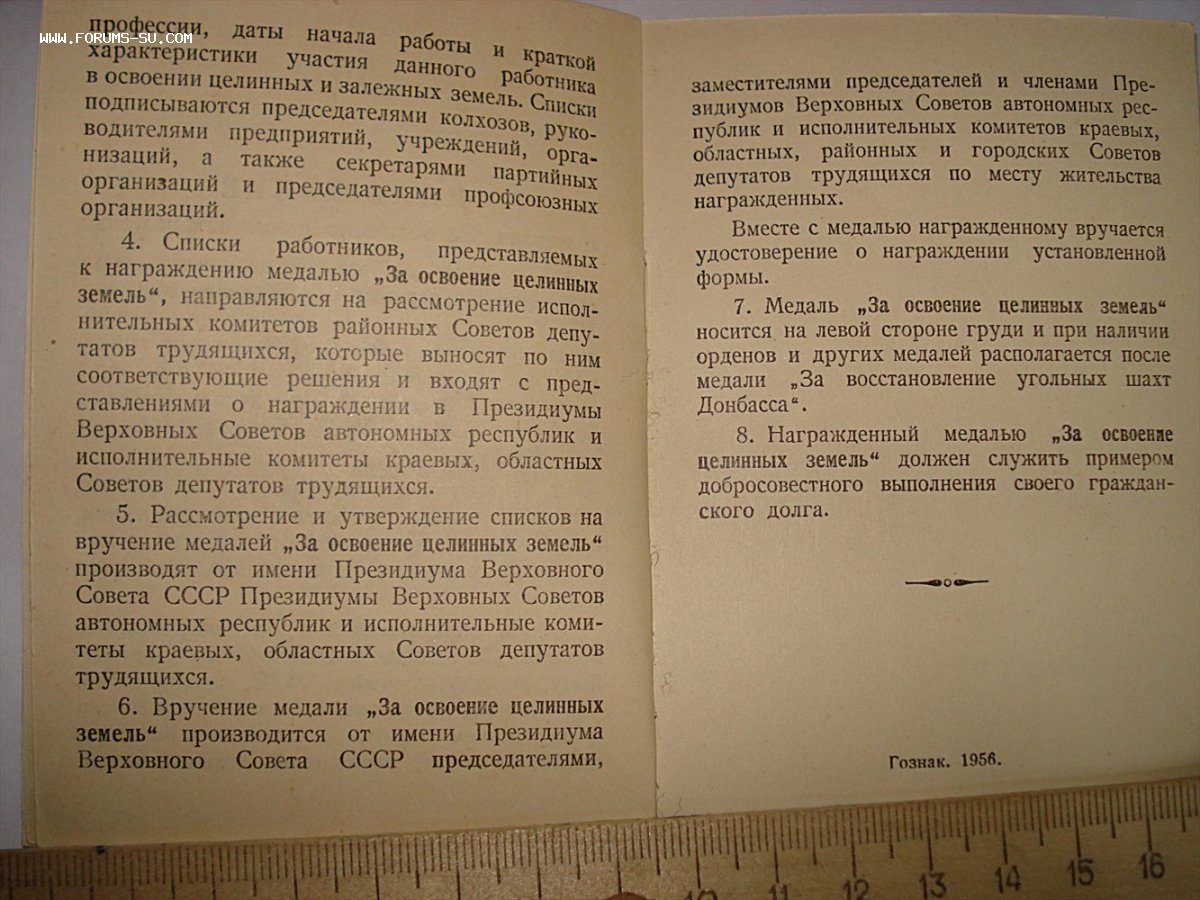 профессии, даты начала работы и краткой
WWW.FORUMS-SU.COM
характеристики участия данного работника
в освоении целинных и залежных земель. Списки
подписываются председателями колхозов, руко-
водителями предприятий, учреждений, орга-
низаций, а также секретарями партийных
организаций и председателями профсоюзных
организаций.
4. Списки работников, представляемых
к награждению медалью „За освоение целинных
земель“, направляются на рассмотрение испол-
нительных комитетов районных Советов депу-
татов трудящихся, которые выносят по ним
соответствующие решения и входят с пред-
ставлениями о награждении в Президиумы
Верховных Советов автономных республик и
исполнительные комитеты краевых, областных
Советов депутатов трудящихся.
5. Рассмотрение и утверждение списков на
вручение медалей „За освоение целинных земель“
производят от имени Президиума Верховного
Совета СССР Президиумы Верховных Советов
автономных республик и исполнительные коми-
теты краевых, областных Советов депутатов
трудящихся.
6. Вручение медали „За освоение целинных
земель“ производится от имени Президиума
Верховного Совета СССР председателями,
заместителями председателей и членами Пре-
зидиумов Верховных Советов автономных рес-
публик и исполнительных комитетов краевых,
областных, районных и городских Советов
депутатов трудящихся по месту жительства
награжденных.
Вместе с медалью награжденному вручается
удостоверение о награждении установленной
формы.
7. Медаль „За освоение целинных земель“
носится на левой стороне груди и при наличии
орденов и других медалей располагается после
медали „За восстановление угольных шахт
Донбасса“.
8. Награжденный медалью „За освоение
целинных земель“ должен служить примером
добросовестного выполнения своего граждан-
ского долга.
Гознак. 1956.
10 11 12 13 14 15 16